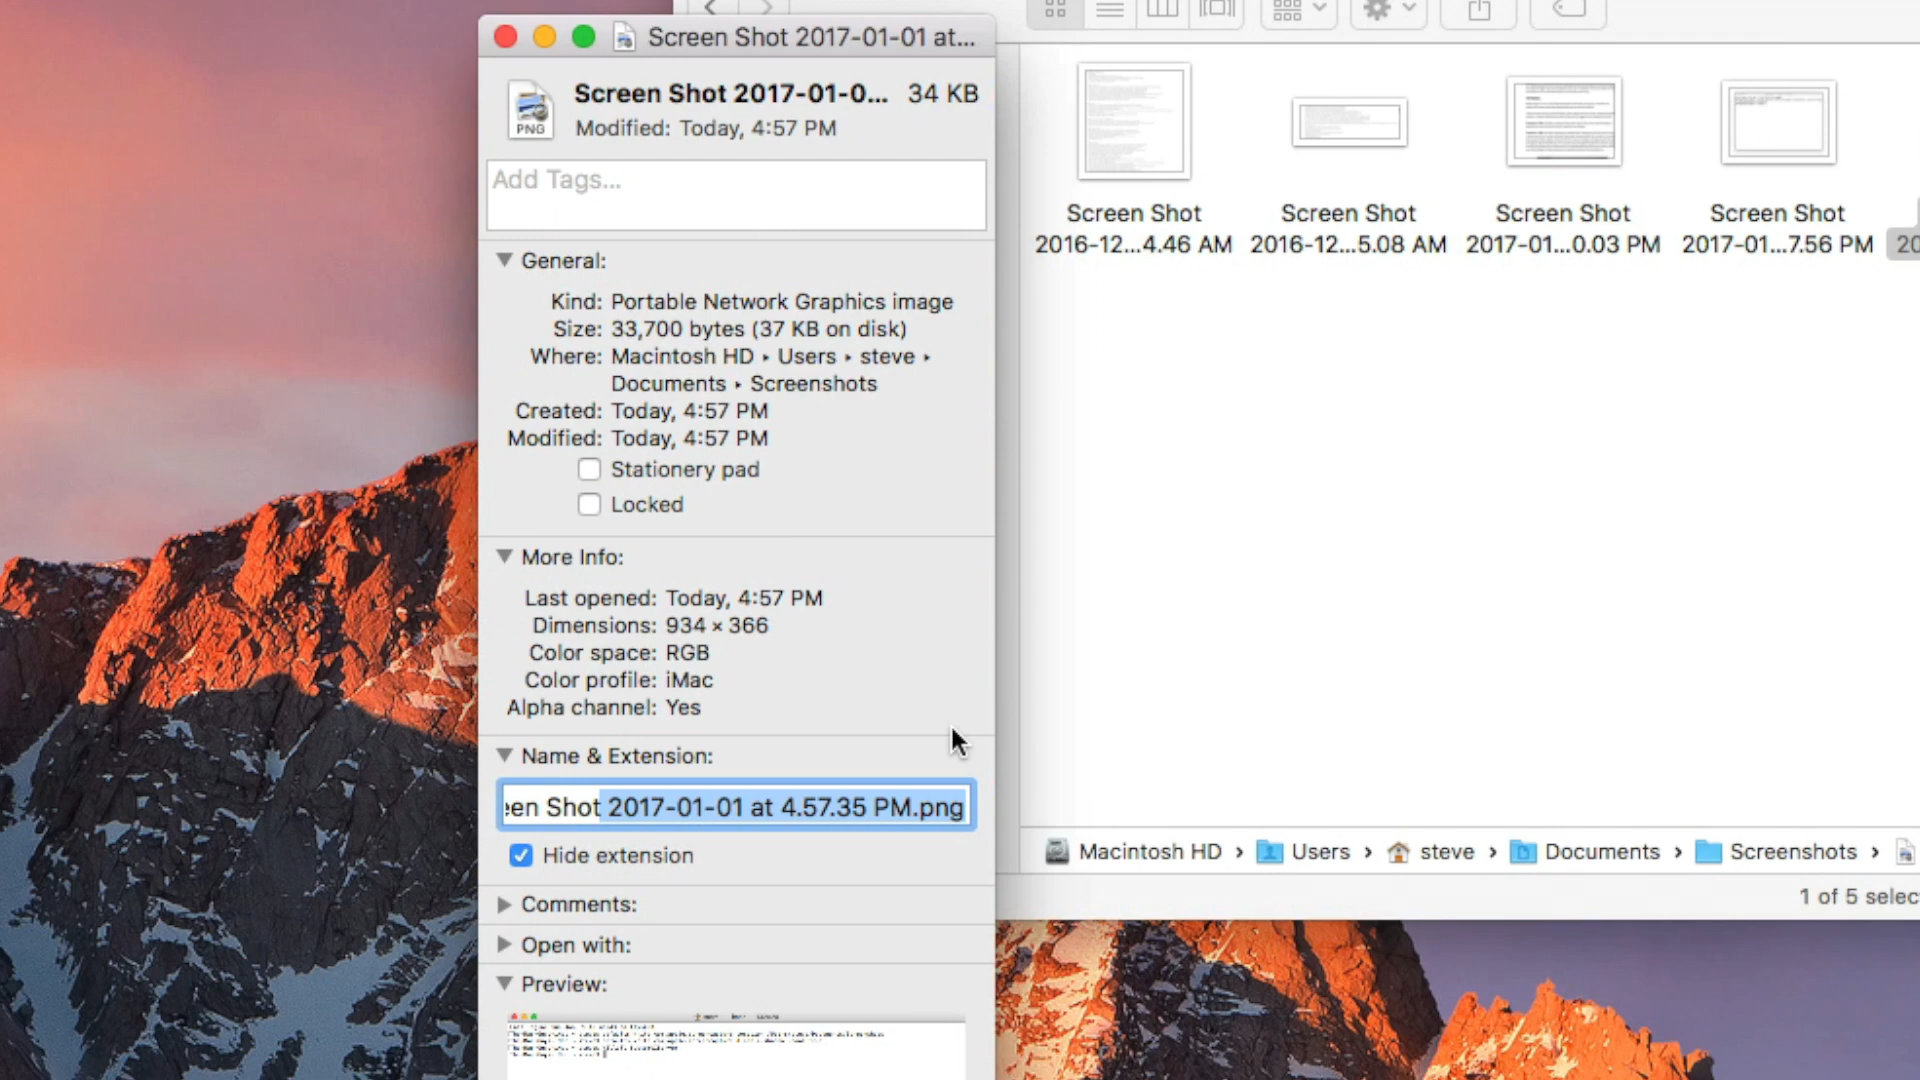 Screen Shot 2017-01-01 at...
Screen Shot 2017-01-0... 34 KB
Modified: Today, 4:57 PM
PNG
Add Tags...
General:
Kind: Portable Network Graphics image
Size: 33,700 bytes (37 KB on disk)
Where: Macintosh HD ▸ Users ▸ steve ▸
Documents ▸ Screenshots
Created: Today, 4:57 PM
Modified: Today, 4:57 PM
Stationery pad
Locked
More Info:
Last opened: Today, 4:57 PM
Dimensions: 934 × 366
Color space: RGB
Color profile: iMac
Alpha channel: Yes
Name & Extension:
een Shot 2017-01-01 at 4.57.35 PM.png
Hide extension
Comments:
Open with:
Preview:
Screen Shot
2016-12...4.46 AM
Screen Shot
2016-12...5.08 AM
Screen Shot
2017-01...0.03 PM
Screen Shot
2017-01...7.56 PM
20
Macintosh HD › Users › steve › Documents › Screenshots ›
1 of 5 selec